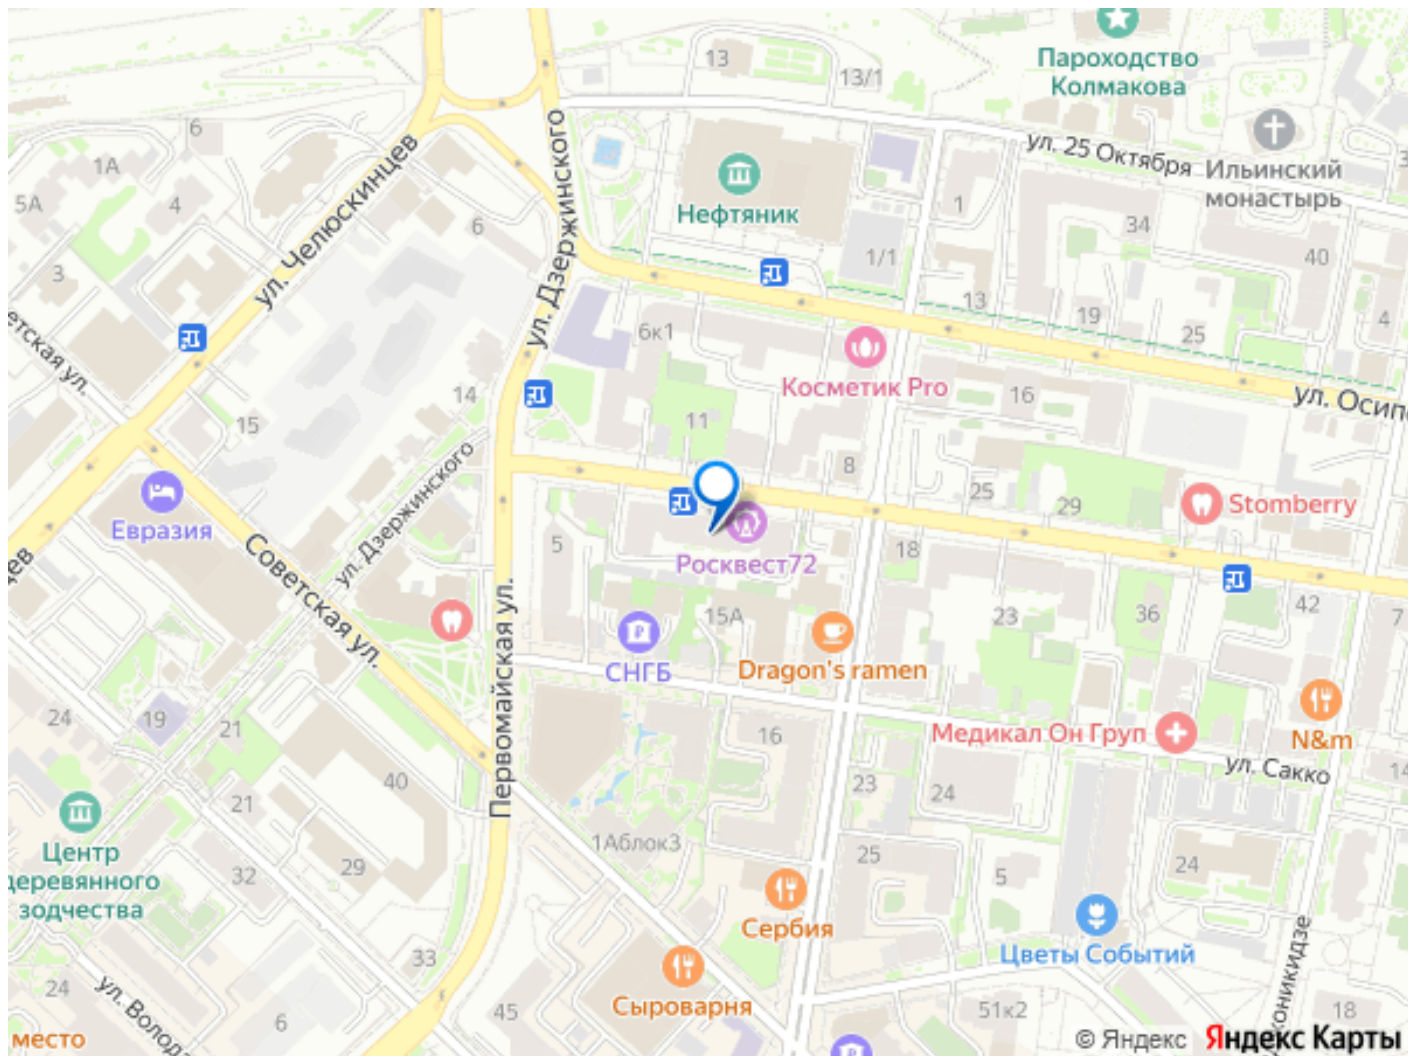 13
13/1
Пароходство
Колмакова
6
1А
5А
4
3
ул. Челюскинцев
ул. Дзержинского
6
Нефтяник
ул. 25 Октября
Ильинский
монастырь
1
34
40
1/1
13
19
25
4
6к1
Косметик Pro
16
ул. Осип
14
15
11
8
25
29
Stomberry
Евразия
Советская ул.
ул. Дзержинского
Первомайская ул.
5
Росквест72
18
15А
23
36
42
7
СНГБ
Dragon's ramen
24
19
21
16
Медикал Он Груп
N&m
ул. Сакко
14
40
21
23
24
1Аблок3
Центр
деревянного
зодчества
32
29
25
5
24
Сербия
Цветы Событий
33
24
ул. Волод
6
Сыроварня
45
51к2
18
коникидзе
место
© Яндекс Яндекс Карты